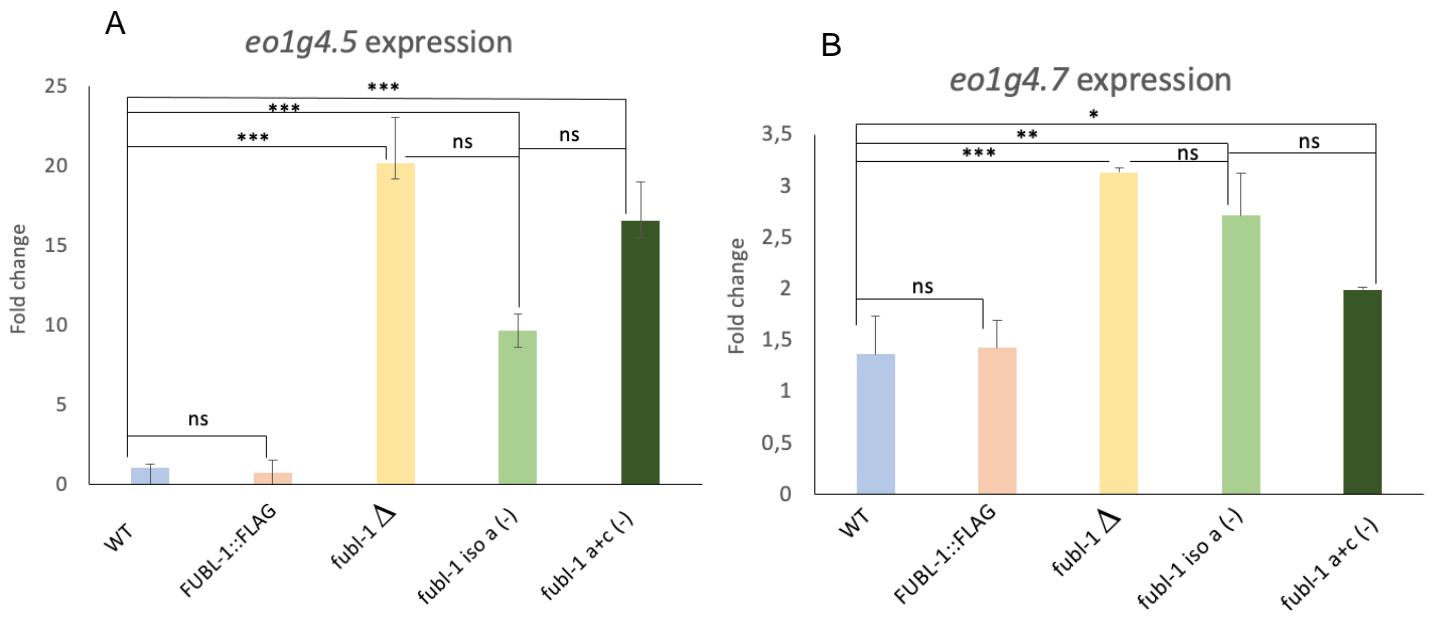 A
eo1g4.5 expression
Fold change
25
20
15
10
5
0
***
***
***
ns
ns
ns
WT
FUBL-1::FLAG
fubl-1 Δ
fubl-1 iso a (-)
fubl-1 a+c (-)
B
eo1g4.7 expression
Fold change
3,5
3
2,5
2
1,5
1
0,5
0
*
**
***
ns
ns
ns
WT
FUBL-1::FLAG
fubl-1 Δ
fubl-1 iso a (-)
fubl-1 a+c (-)